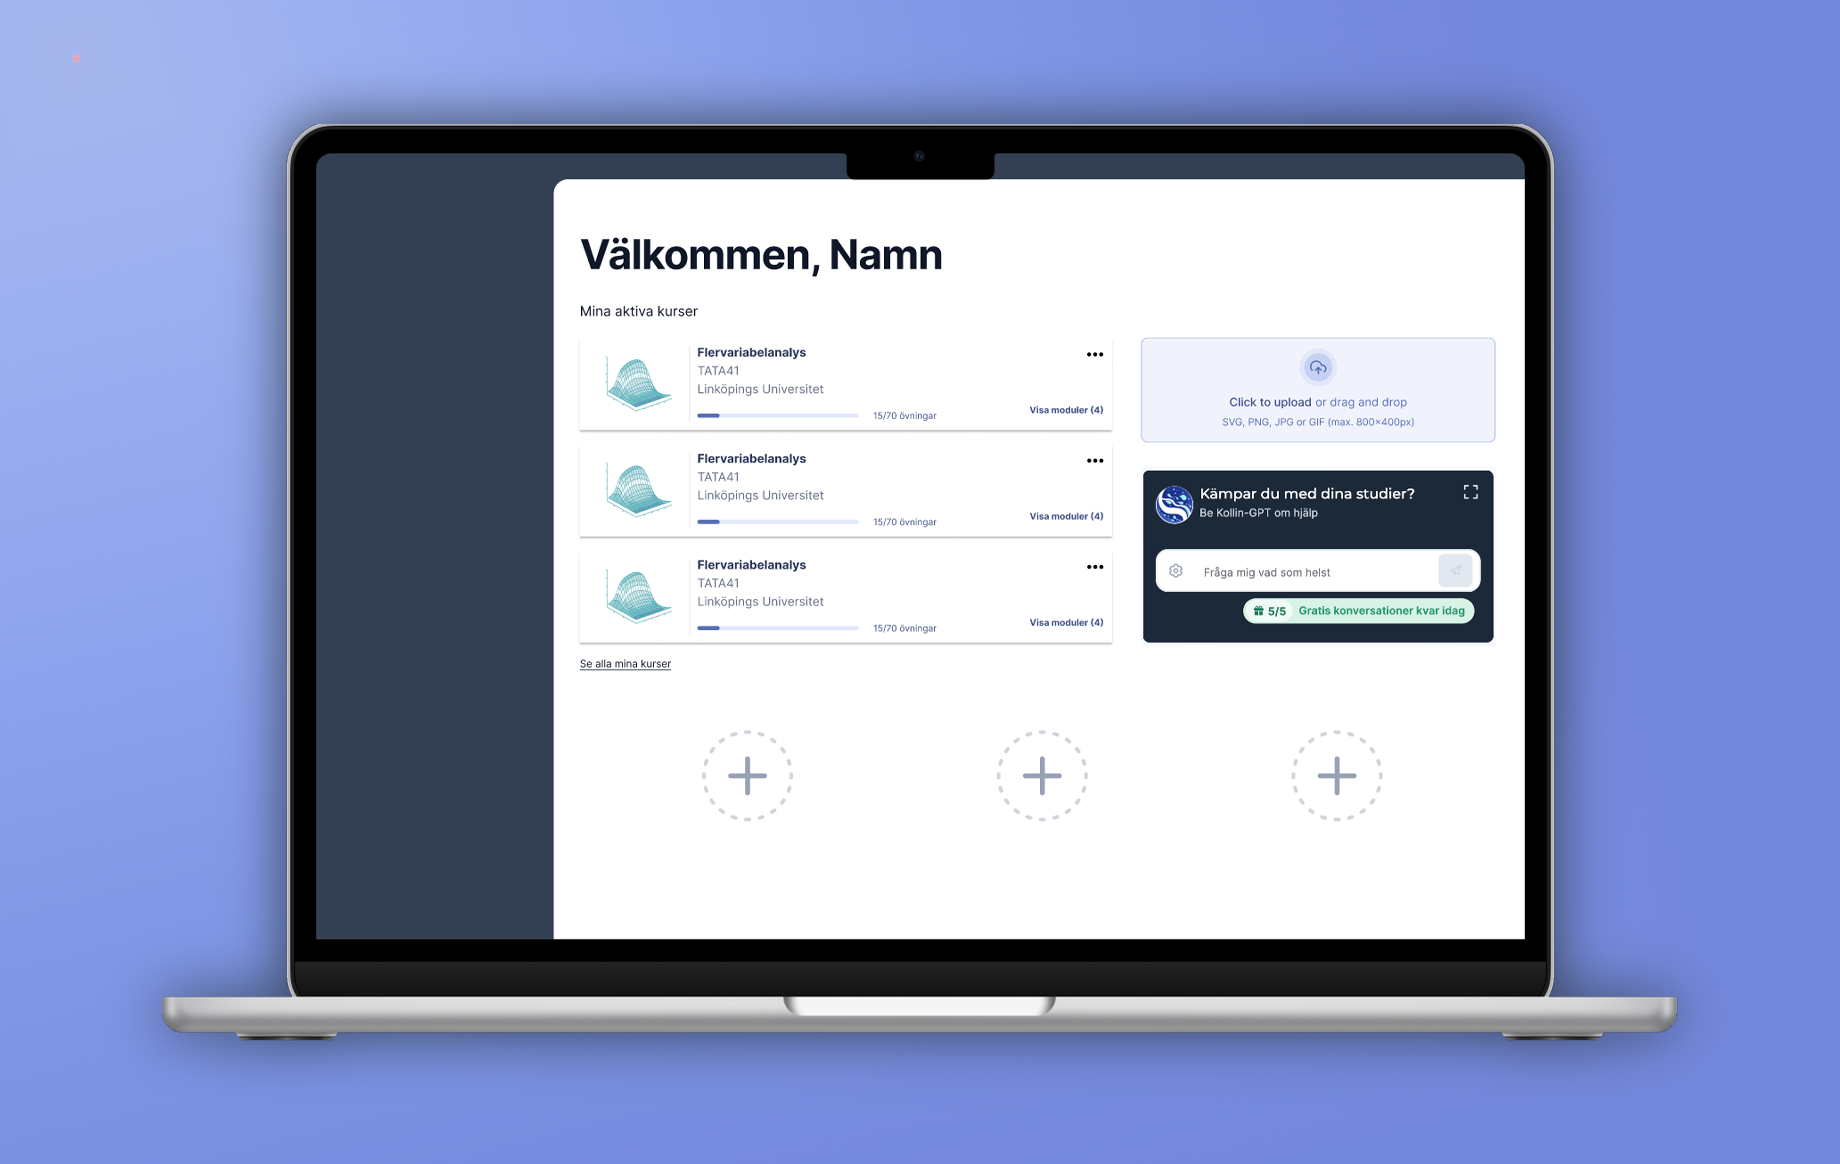 Välkommen, Namn
Mina aktiva kurser
Flervariabelanalys
TATA41
Linköpings Universitet
15/70 övningar
Visa moduler (4)
Flervariabelanalys
TATA41
Linköpings Universitet
15/70 övningar
Visa moduler (4)
Flervariabelanalys
TATA41
Linköpings Universitet
15/70 övningar
Visa moduler (4)
Se alla mina kurser
Click to upload or drag and drop
SVG, PNG, JPG or GIF (max. 800×400px)
Kämpar du med dina studier?
Be Kollin-GPT om hjälp
Fråga mig vad som helst
5/5 Gratis konversationer kvar idag